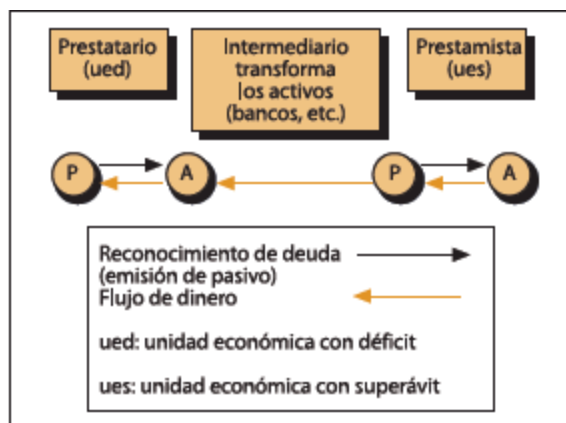 Prestatario
(ued)
Intermediario
transforma
los activos
(bancos, etc.)
Prestamista
(ues)
P
A
P
A
Reconocimiento de deuda
(emisión de pasivo)
Flujo de dinero
ued: unidad económica con déficit
ues: unidad económica con superávit